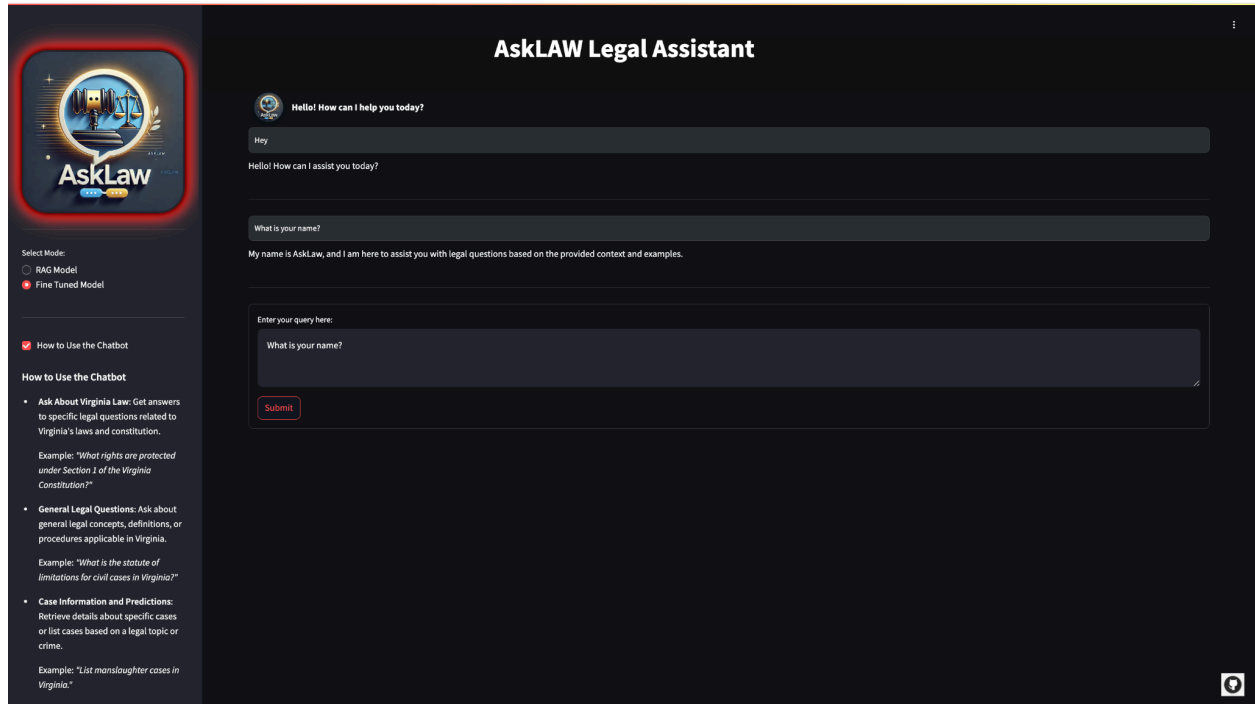 AskLaw
Select Mode:
RAG Model
Fine Tuned Model
How to Use the Chatbot
How to Use the Chatbot
Ask About Virginia Law: Get answers
to specific legal questions related to
Virginia's laws and constitution.
Example: "What rights are protected
under Section 1 of the Virginia
Constitution?"
General Legal Questions: Ask about
general legal concepts, definitions, or
procedures applicable in Virginia.
Example: "What is the statute of
limitations for civil cases in Virginia?"
Case Information and Predictions:
Retrieve details about specific cases
or list cases based on a legal topic or
crime.
Example: "List manslaughter cases in
Virginia."
AskLAW Legal Assistant
Hello! How can I help you today?
Hey
Hello! How can I assist you today?
What is your name?
My name is AskLaw, and I am here to assist you with legal questions based on the provided context and examples.
Enter your query here:
What is your name?
Submit